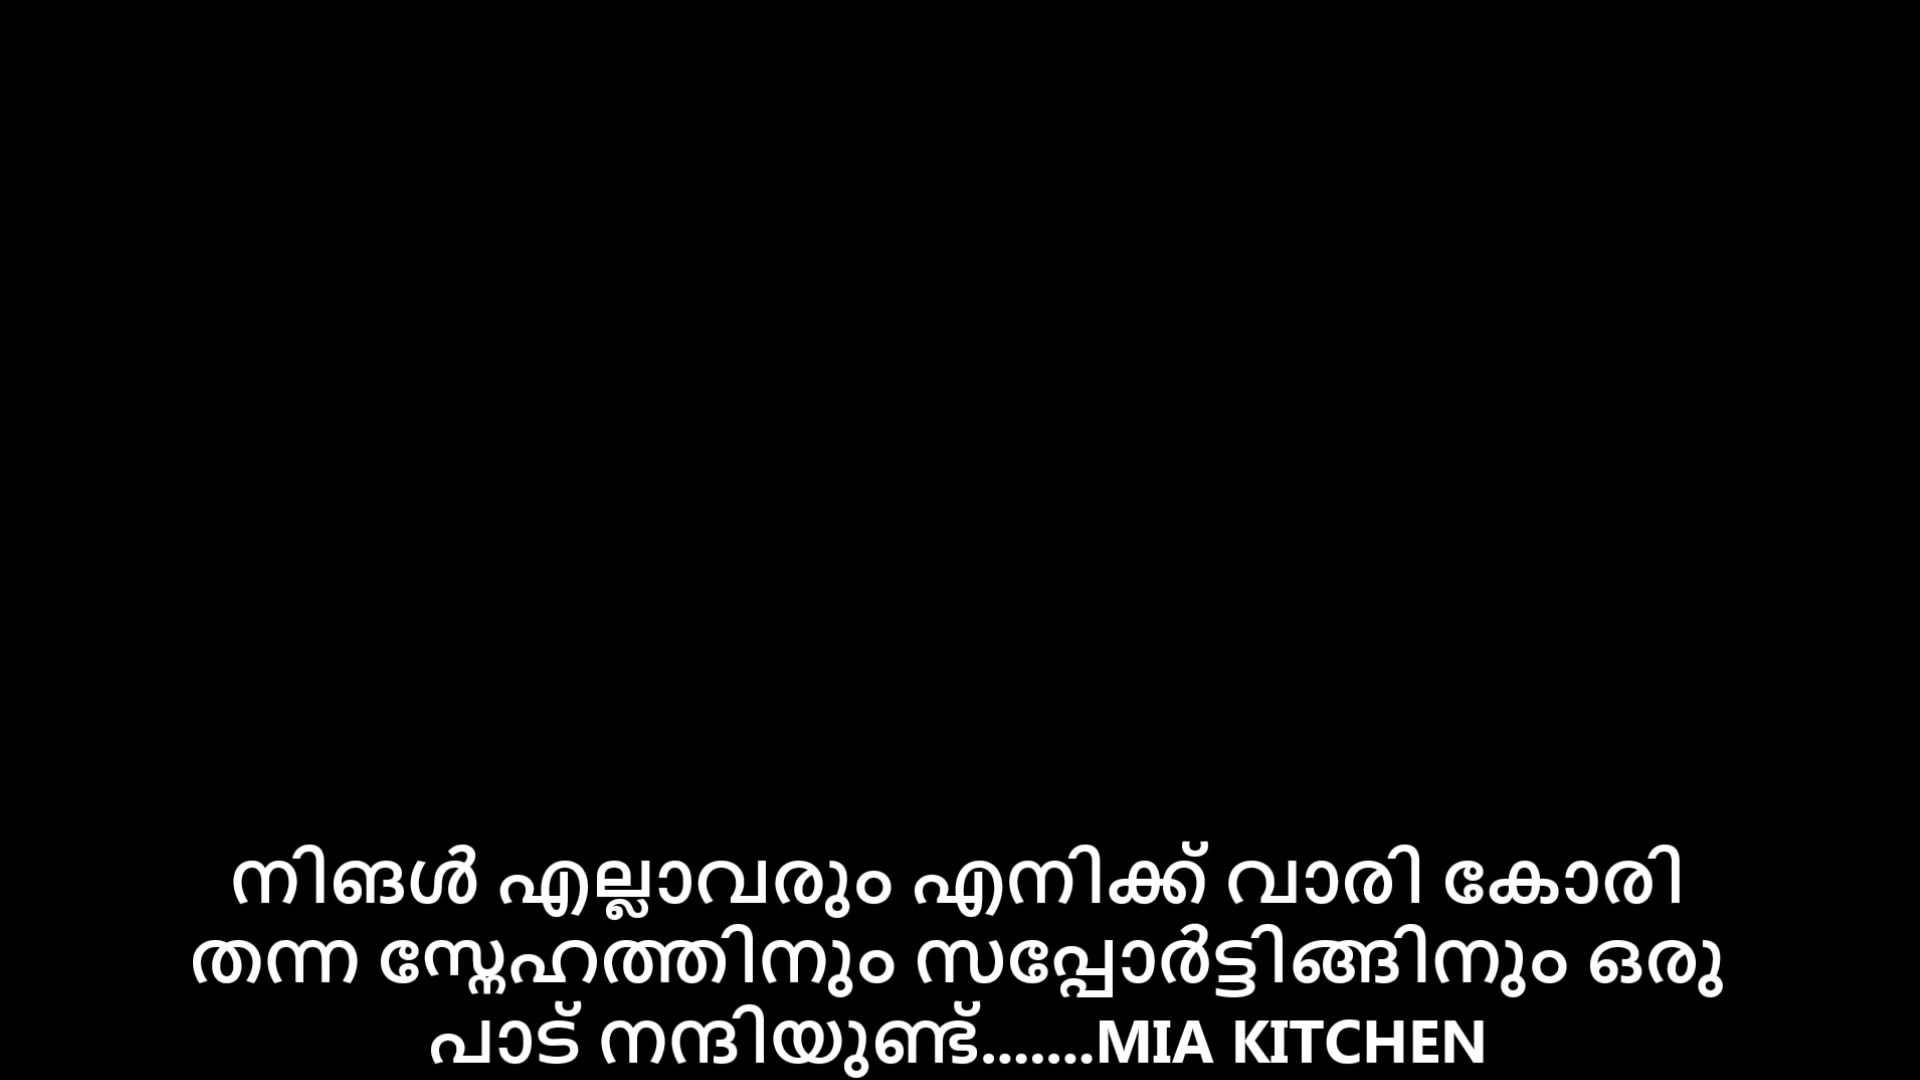 നിങൾ എല്ലാവരും എനിക്ക് വാരി കോരി
തന്ന സ്നേഹത്തിനും സപ്പോർട്ടിങ്ങിനും ഒരു
പാട് നന്ദിയുണ്ട്.......MIA KITCHEN